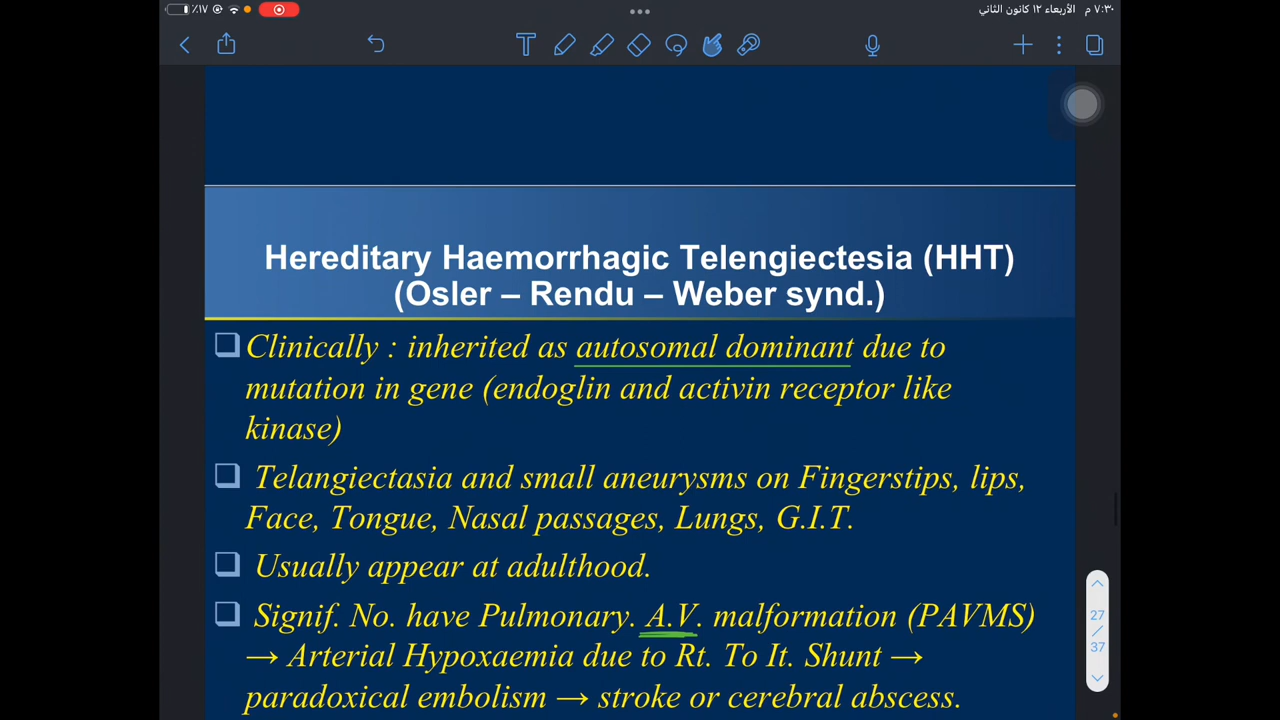 ٪١٧
٧:٣٠ م الأربعاء ١٢ كانون الثاني
T
Hereditary Haemorrhagic Telengiectesia (HHT)
(Osler – Rendu – Weber synd.)
Clinically : inherited as autosomal dominant due to
mutation in gene (endoglin and activin receptor like
kinase)
Telangiectasia and small aneurysms on Fingerstips, lips,
Face, Tongue, Nasal passages, Lungs, G.I.T.
Usually appear at adulthood.
Signif. No. have Pulmonary. A.V. malformation (PAVMS)
→ Arterial Hypoxaemia due to Rt. To It. Shunt →
paradoxical embolism → stroke or cerebral abscess.
27
/
37